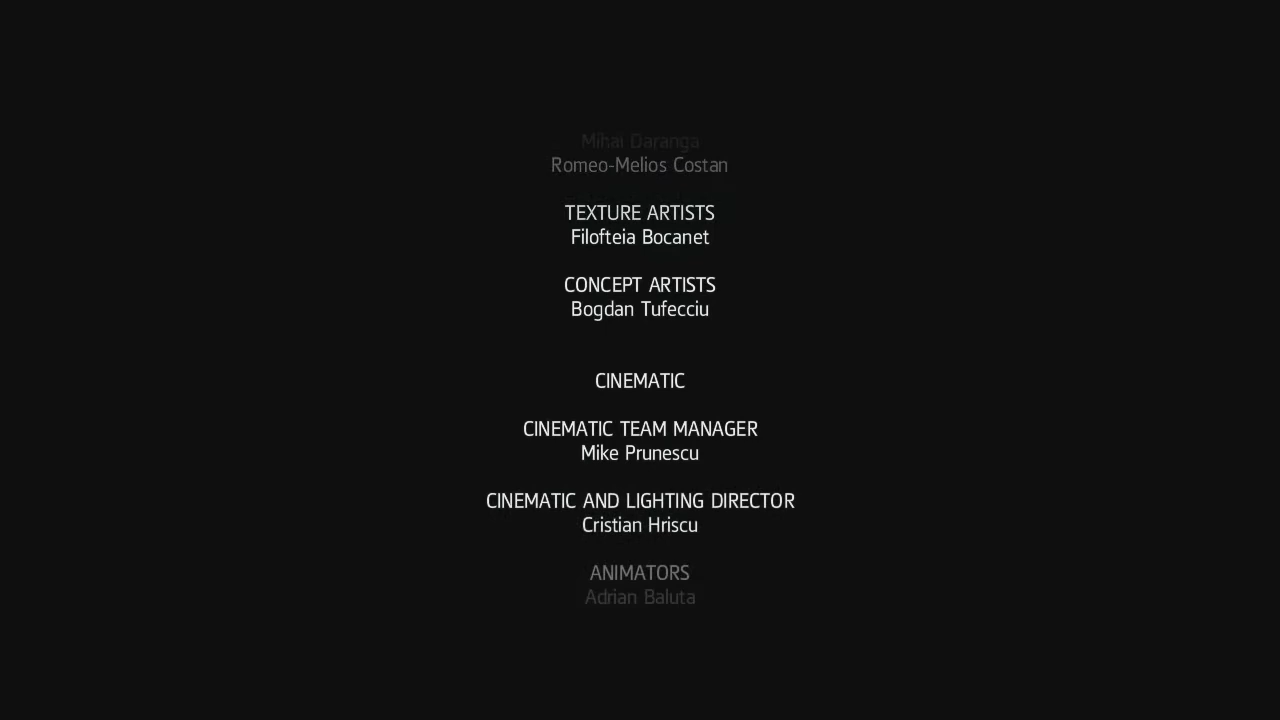 Mihai Daranga
Romeo-Melios Costan
TEXTURE ARTISTS
Filofteia Bocanet
CONCEPT ARTISTS
Bogdan Tufecciu
CINEMATIC
CINEMATIC TEAM MANAGER
Mike Prunescu
CINEMATIC AND LIGHTING DIRECTOR
Cristian Hriscu
ANIMATORS
Adrian Baluta